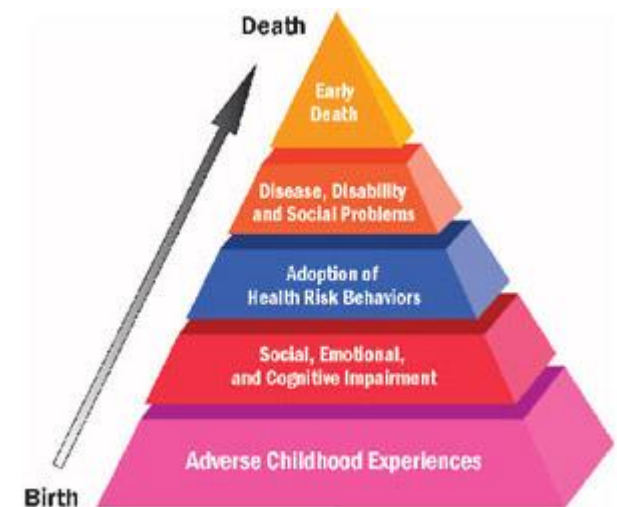 Death
Early
Death
Disease, Disability
and Social Problems
Adoption of
Health Risk Behaviors
Social, Emotional,
and Cognitive Impairment
Adverse Childhood Experiences
Birth